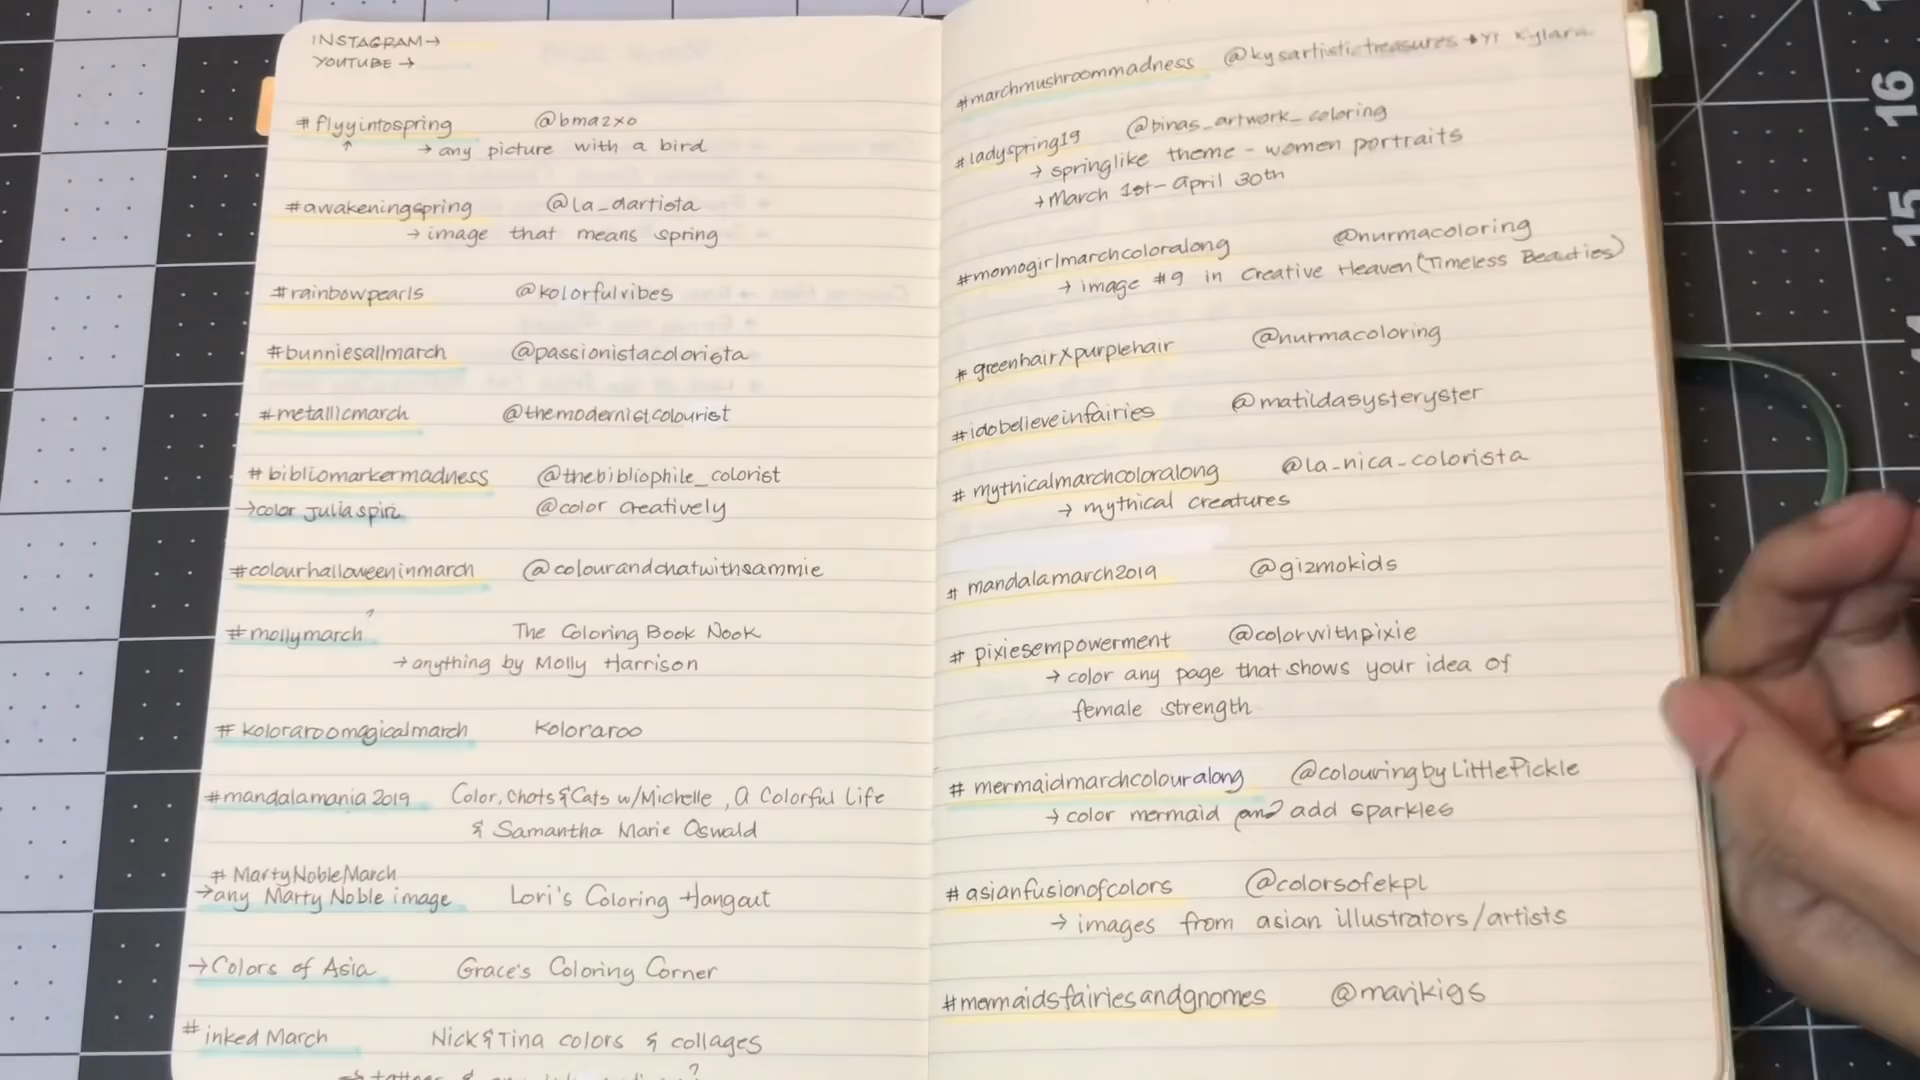 INSTAGRAM→
YOUTUBE →
#flyyintospring @bmazxo
↑ → any picture with a bird
#awakeningspring @la_dartista
→ image that means spring
#rainbowpearls @kolorfulvibes
#bunniesallmarch @passionistacolorista
#metallicmarch @themodernistcolourist
#bibliomarkermadness @thebibliophile_colorist
→color Julia Spiri @color creatively
#colourhalloweeninmarch @colourandchatwithsammie
#mollymarch The Coloring Book Nook
→anything by Molly Harrison
#koloraroomagicalmarch Koloraroo
#mandalamania2019 Color, Chats & Cats w/Michelle, A Colorful Life
& Samantha Marie Oswald
#MartyNobleMarch
→any Marty Noble image Lori's Coloring Hangout
→Colors of Asia Grace's Coloring Corner
#inked March Nick & Tina colors & collages
#marchmushroommadness @kysartistictreasures →YT Kylara
#ladyspring19 @binas_artwork_coloring
→ springlike theme - women portraits
→ March 1st - April 30th
#momogirlmarchcoloralong @nurmacoloring
→ image #9 in Creative Heaven (Timeless Beauties)
#greenhairxpurplehair @nurmacoloring
#idobelieveinfairies @matildasysteryster
#mythicalmarchcoloralong @la_nica_colorista
→ mythical creatures
#mandalamarch2019 @gizmokids
#pixiesempowerment @colorwithpixie
→ color any page that shows your idea of
female strength
#mermaidmarchcolouralong @colouringbyLittlePickle
→ color mermaid and add sparkles
#asianfusionofcolors @colorsofekpl
→ images from asian illustrators/artists
#mermaidsfairiesandgnomes @marikigs